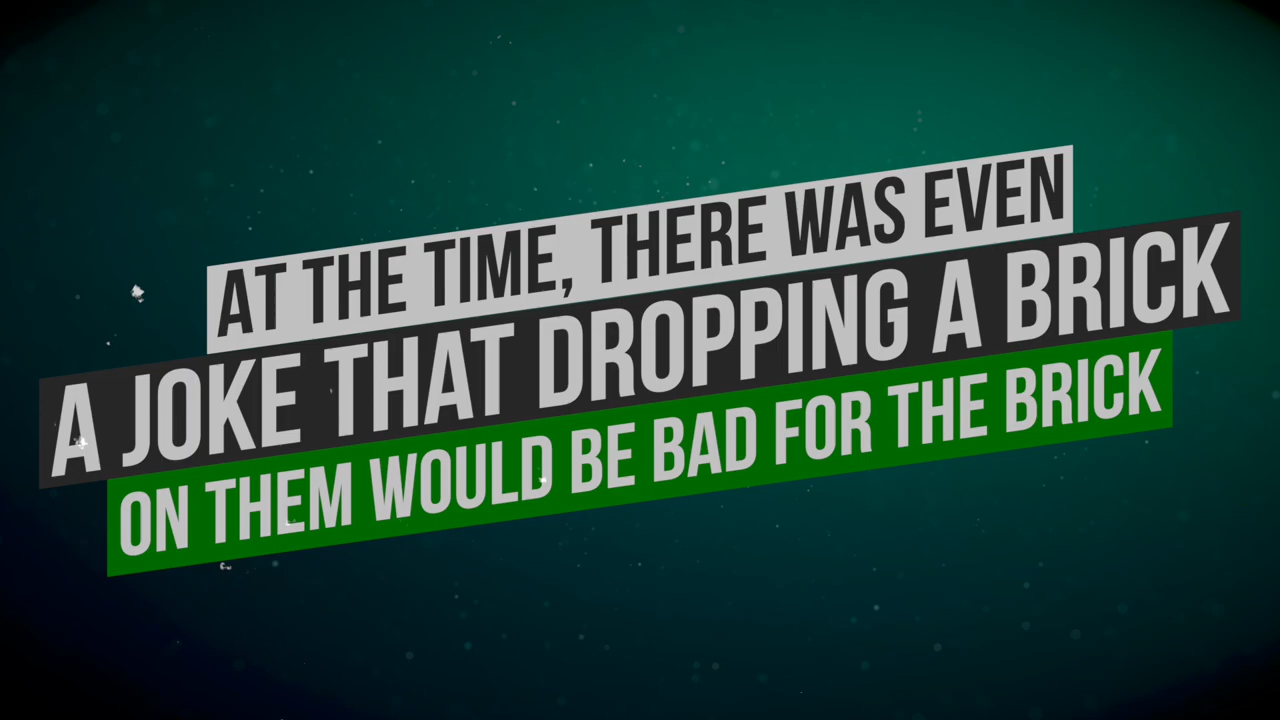 AT THE TIME, THERE WAS EVEN
A JOKE THAT DROPPING A BRICK
ON THEM WOULD BE BAD FOR THE BRICK